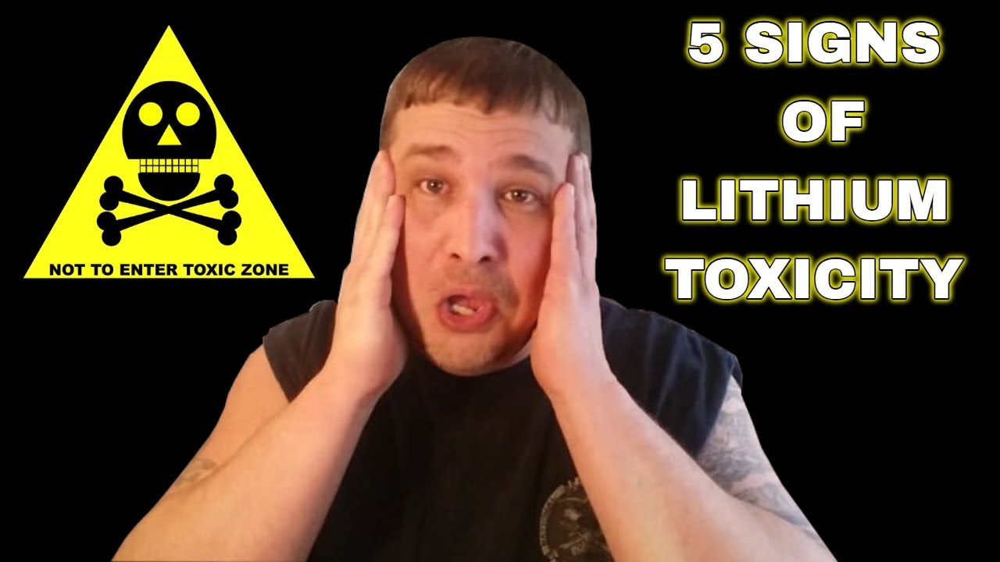 5 SIGNS
OF
LITHIUM
TOXICITY
NOT TO ENTER TOXIC ZONE